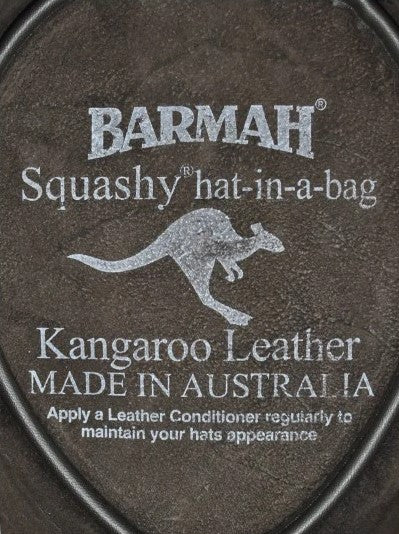 BARMAH®
Squashy® hat-in-a-bag
Kangaroo Leather
MADE IN AUSTRALIA
Apply a Leather Conditioner regularly to
maintain your hats appearance